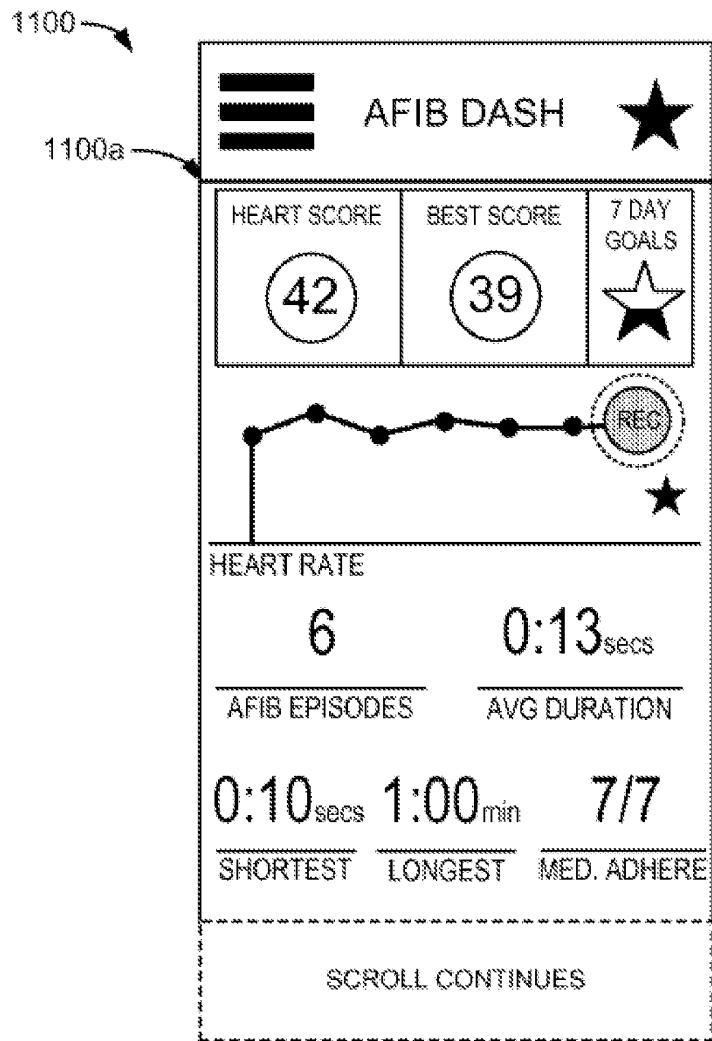 1100
AFIB DASH
1100a
HEART SCORE
BEST SCORE
7 DAY
GOALS
42
39
REC
HEART RATE
6
0:13secs
AFIB EPISODES
AVG DURATION
0:10secs
1:00min
7/7
SHORTEST
LONGEST
MED. ADHERE
SCROLL CONTINUES